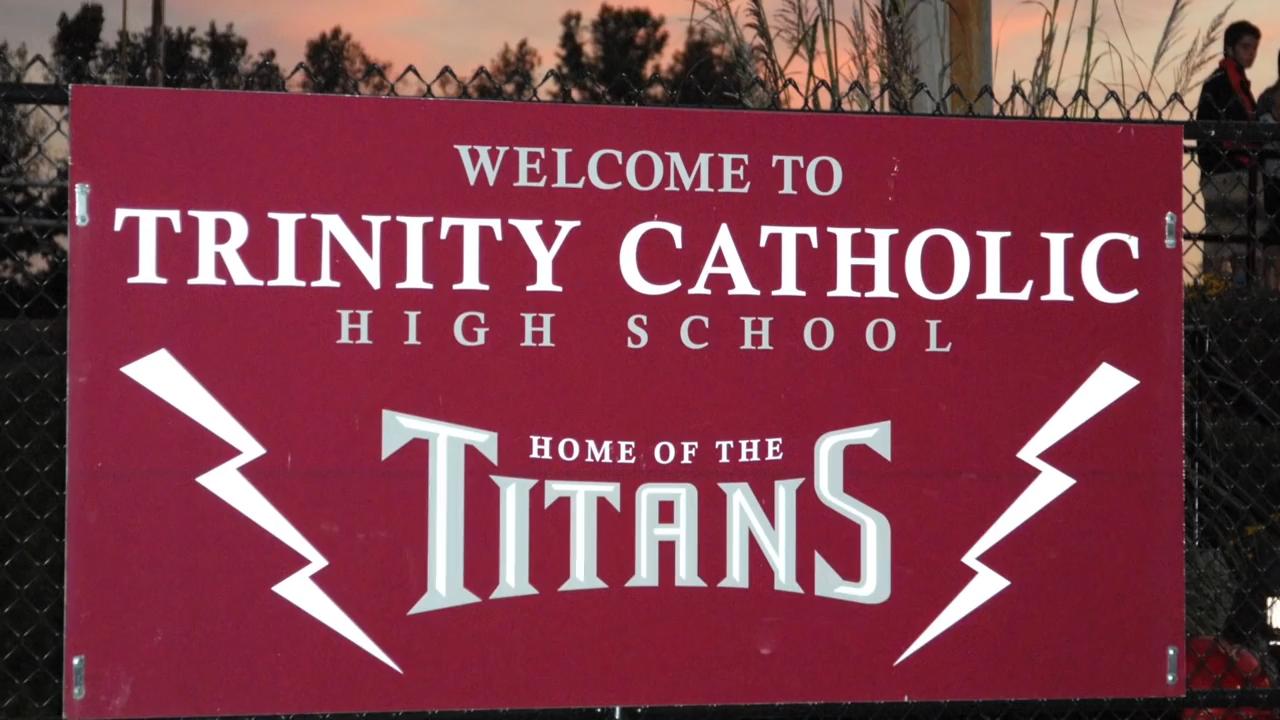 WELCOME TO
TRINITY CATHOLIC
HIGH SCHOOL
HOME OF THE
TITANS